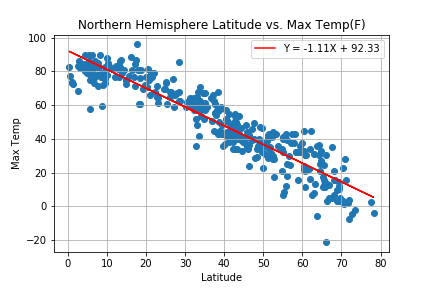 Northern Hemisphere Latitude vs. Max Temp(F)
Y = -1.11X + 92.33
100
80
60
40
20
0
−20
Max Temp
0 10 20 30 40 50 60 70 80
Latitude